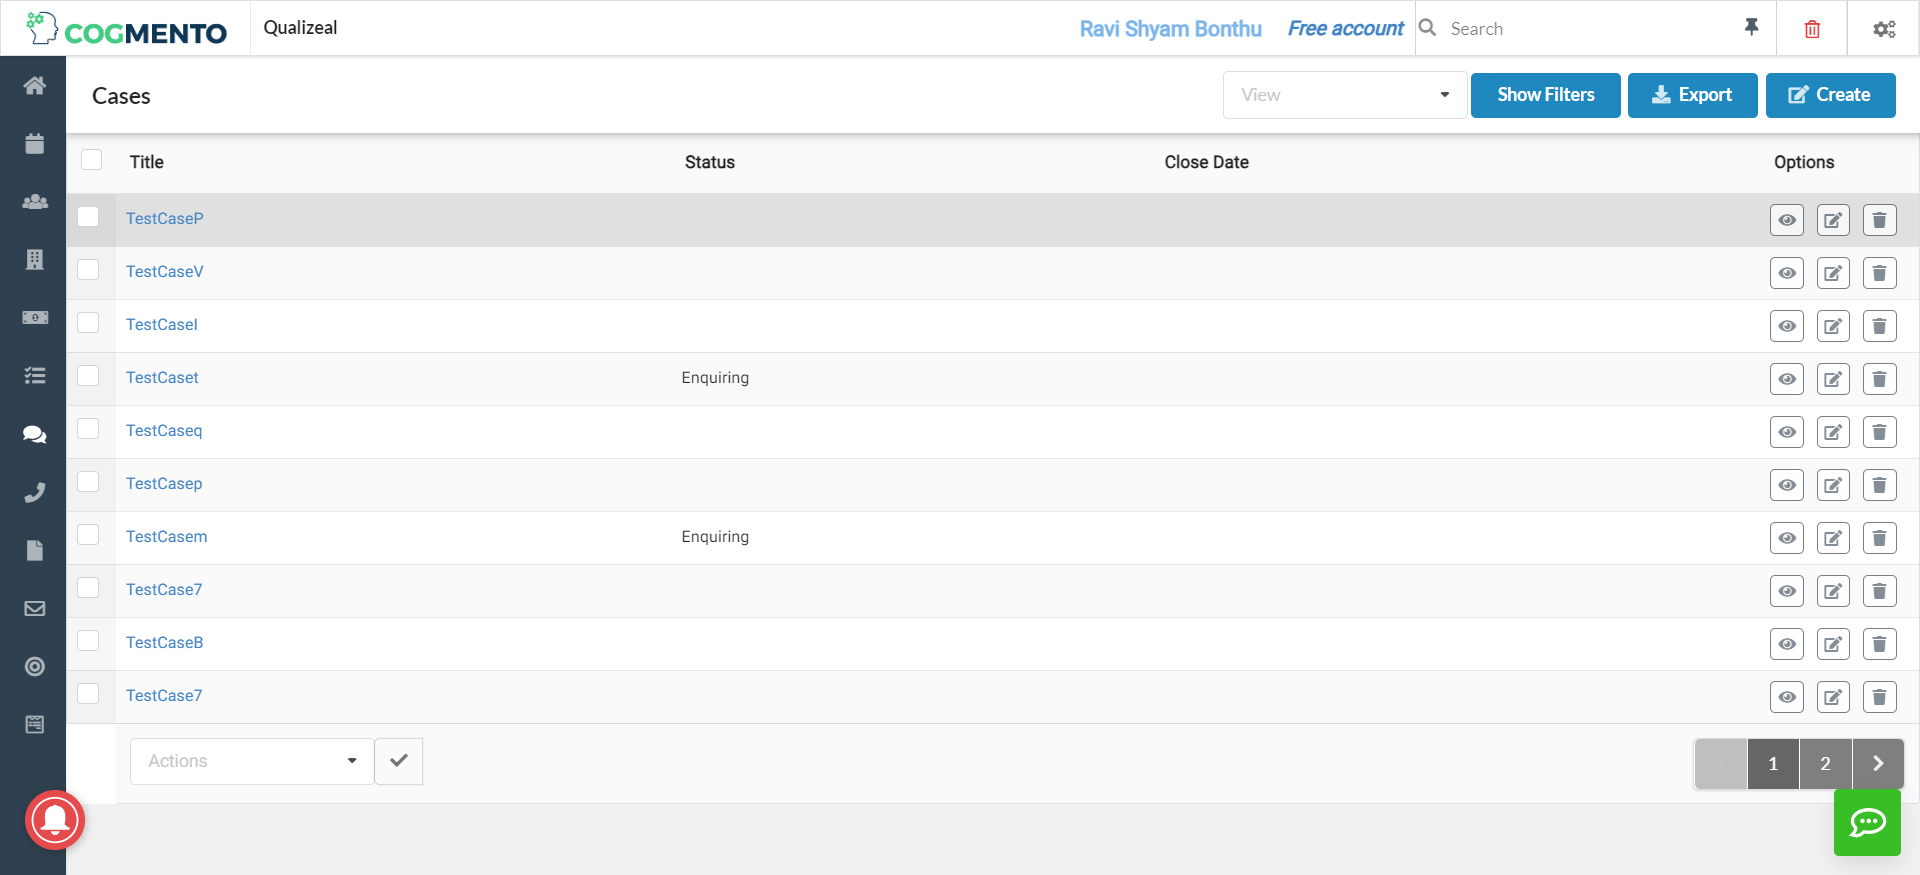 COGMENTO
Qualizeal
Ravi Shyam Bonthu
Free account
Search
Cases
View
Show Filters
Export
Create
Title Status Close Date Options
TestCaseP
TestCaseV
TestCaseI
TestCaset Enquiring
TestCaseq
TestCasep
TestCasem Enquiring
TestCase7
TestCaseB
TestCase7
Actions
1 2